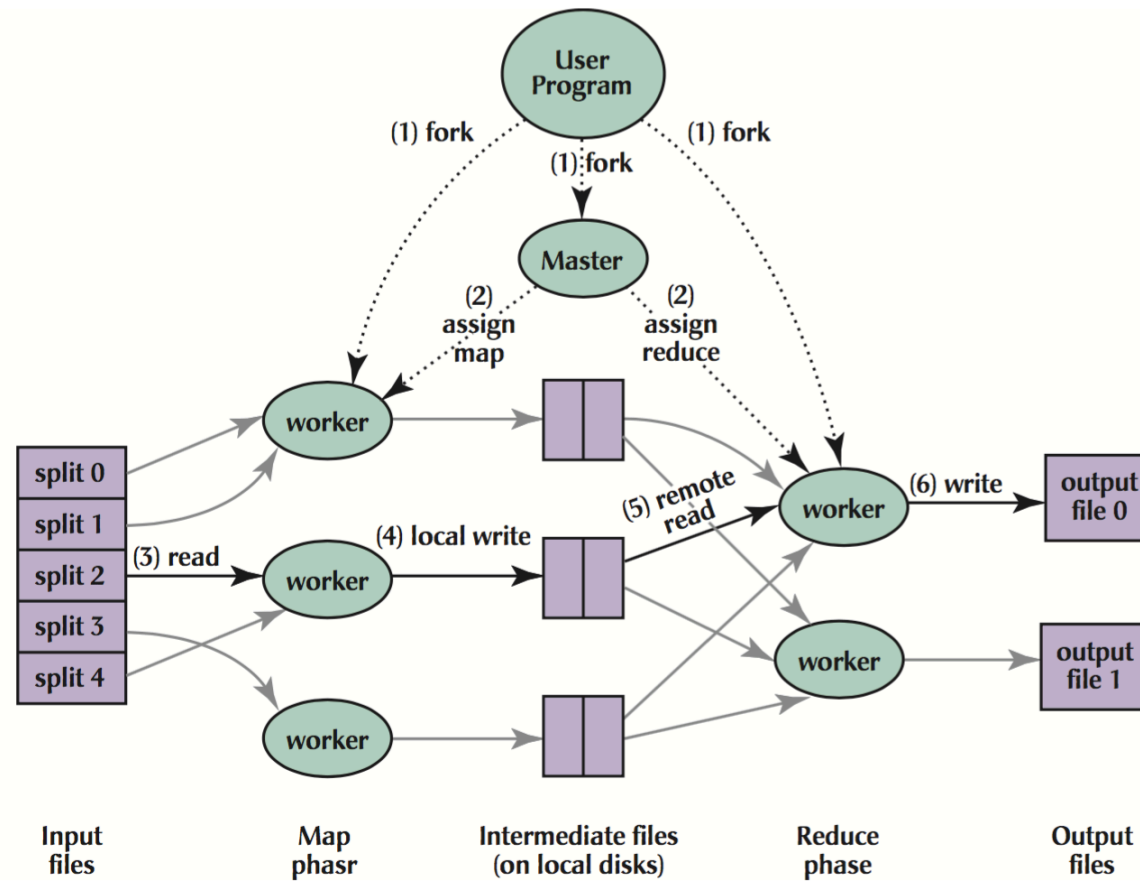 User
Program
(1) fork
(1) fork
(1) fork
Master
(2)
assign
map
(2)
assign
reduce
worker
split 0
split 1
split 2
split 3
split 4
(3) read
worker
(4) local write
(5) remote
read
worker
(6) write
output
file 0
worker
worker
output
file 1
Input
files
Map
phasr
Intermediate files
(on local disks)
Reduce
phase
Output
files